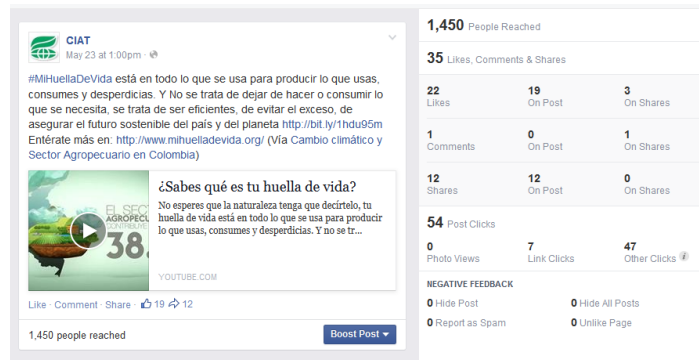 CIAT
May 23 at 1:00pm ·
#MiHuellaDeVida está en todo lo que se usa para producir lo que usas,
consumes y desperdicias. Y No se trata de dejar de hacer o consumir lo
que se necesita, se trata de ser eficientes, de evitar el exceso, de
asegurar el futuro sostenible del país y del planeta http://bit.ly/1hdu95m
Entérate más en: http://www.mihuelladevida.org/ (Vía Cambio climático y
Sector Agropecuario en Colombia)
EL SEC
AGROPECU
CONTRIBUYE
38.
¿Sabes qué es tu huella de vida?
No esperes que la naturaleza tenga que decírtelo, tu
huella de vida está en todo lo que se usa para producir
lo que usas, consumes y desperdicias. Y no se tr...
YOUTUBE.COM
Like · Comment · Share · 19 12
1,450 people reached
Boost Post
1,450 People Reached
35 Likes, Comments & Shares
22 19 3
Likes On Post On Shares
1 0 1
Comments On Post On Shares
12 12 0
Shares On Post On Shares
54 Post Clicks
0 7 47
Photo Views Link Clicks Other Clicks i
NEGATIVE FEEDBACK
0 Hide Post 0 Hide All Posts
0 Report as Spam 0 Unlike Page